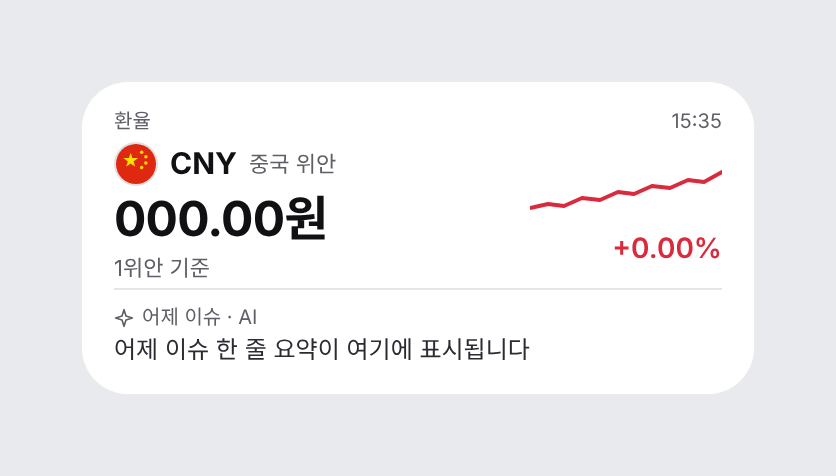 환율 15:35
CNY 중국 위안
000.00원
+0.00%
1위안 기준
어제 이슈 · AI
어제 이슈 한 줄 요약이 여기에 표시됩니다